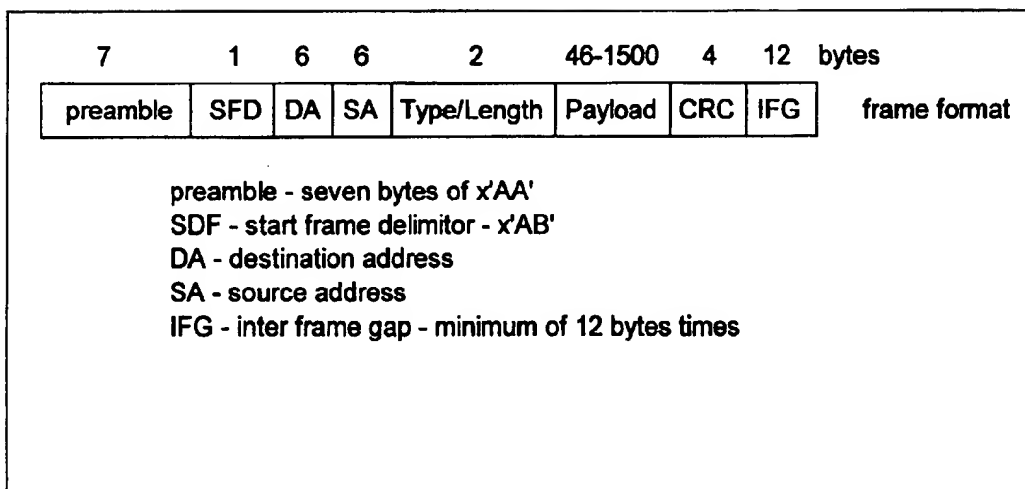 7 1 6 6 2 46-1500 4 12 bytes
preamble SFD DA SA Type/Length Payload CRC IFG frame format
preamble - seven bytes of x'AA'
SDF - start frame delimitor - x'AB'
DA - destination address
SA - source address
IFG - inter frame gap - minimum of 12 bytes times